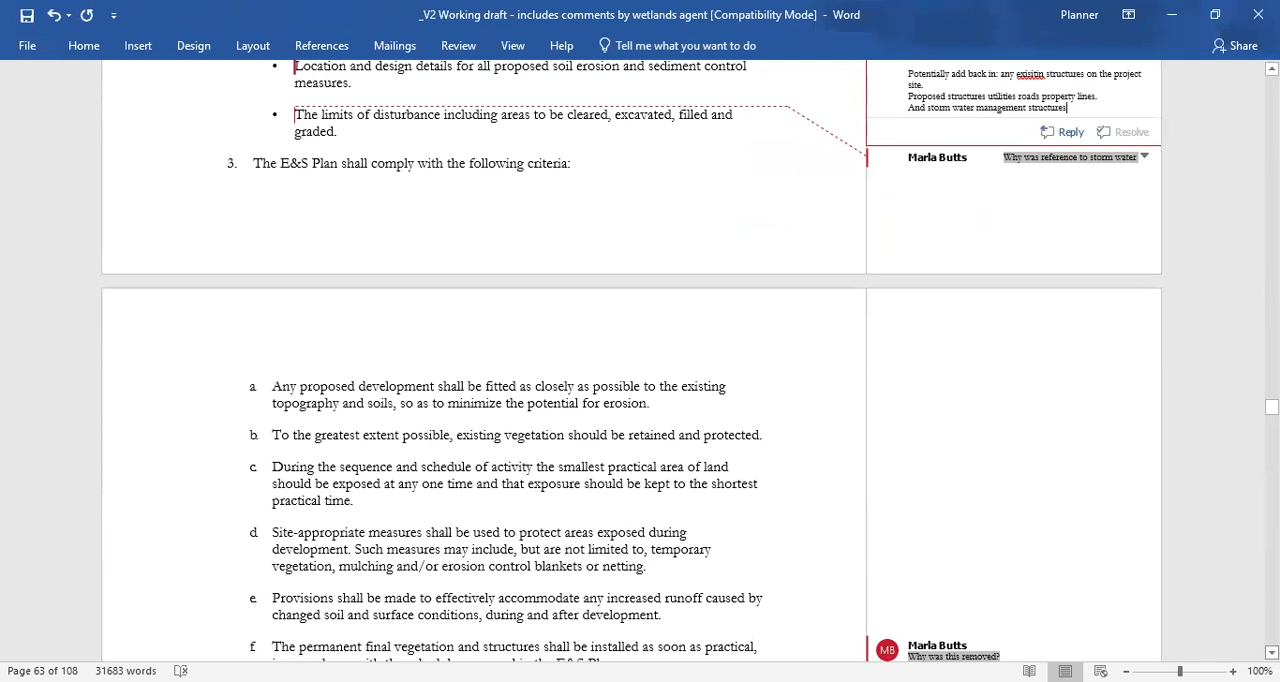 _V2 Working draft - includes comments by wetlands agent [Compatibility Mode] - Word
Planner
File Home Insert Design Layout References Mailings Review View Help Tell me what you want to do Share
• Location and design details for all proposed soil erosion and sediment control
measures.
• The limits of disturbance including areas to be cleared, excavated, filled and
graded.
3. The E&S Plan shall comply with the following criteria:
Potentially add back in: any exisitin structures on the project
site.
Proposed structures utilities roads property lines.
And storm water management structures
Reply Resolve
Marla Butts Why was reference to storm water
a. Any proposed development shall be fitted as closely as possible to the existing
topography and soils, so as to minimize the potential for erosion.
b. To the greatest extent possible, existing vegetation should be retained and protected.
c. During the sequence and schedule of activity the smallest practical area of land
should be exposed at any one time and that exposure should be kept to the shortest
practical time.
d. Site-appropriate measures shall be used to protect areas exposed during
development. Such measures may include, but are not limited to, temporary
vegetation, mulching and/or erosion control blankets or netting.
e. Provisions shall be made to effectively accommodate any increased runoff caused by
changed soil and surface conditions, during and after development.
f. The permanent final vegetation and structures shall be installed as soon as practical,
MB Marla Butts
Why was this removed?
Page 63 of 108 31683 words
100%